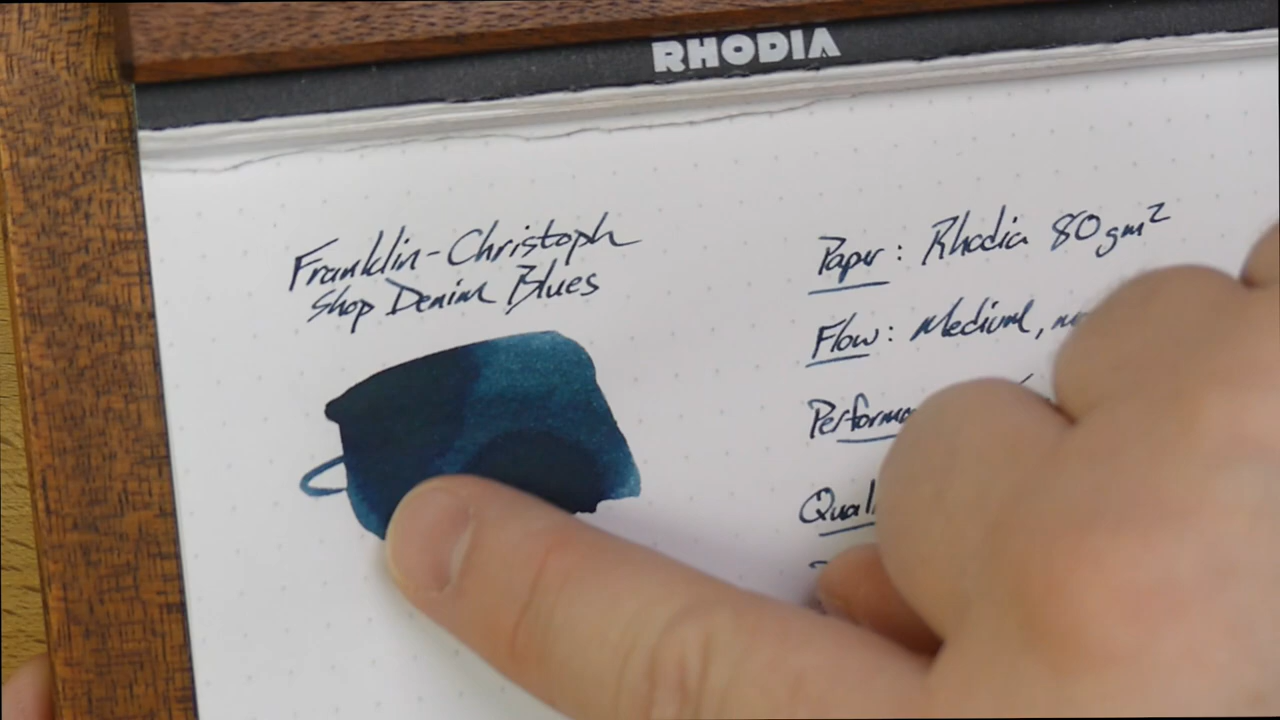 RHODIA
Franklin-Christoph
Shop Denim Blues
Paper: Rhodia 80gm²
Flow: Medium,